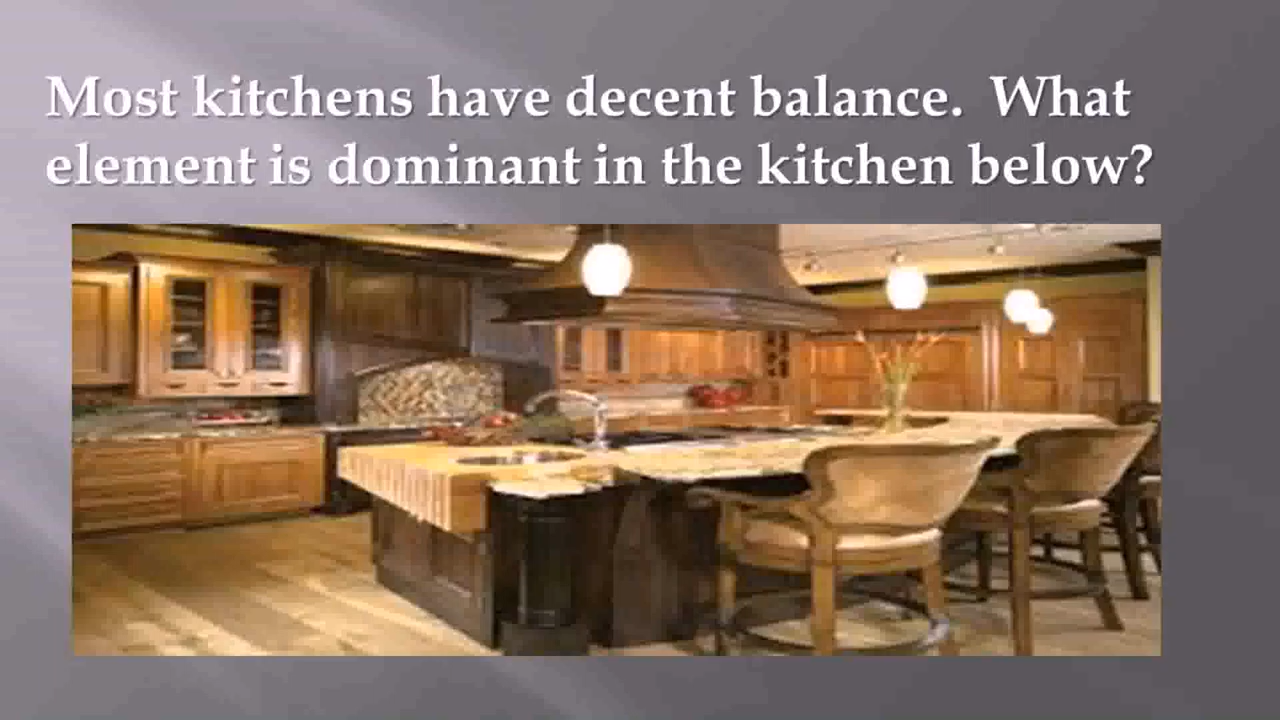 Most kitchens have decent balance.  What
element is dominant in the kitchen below?